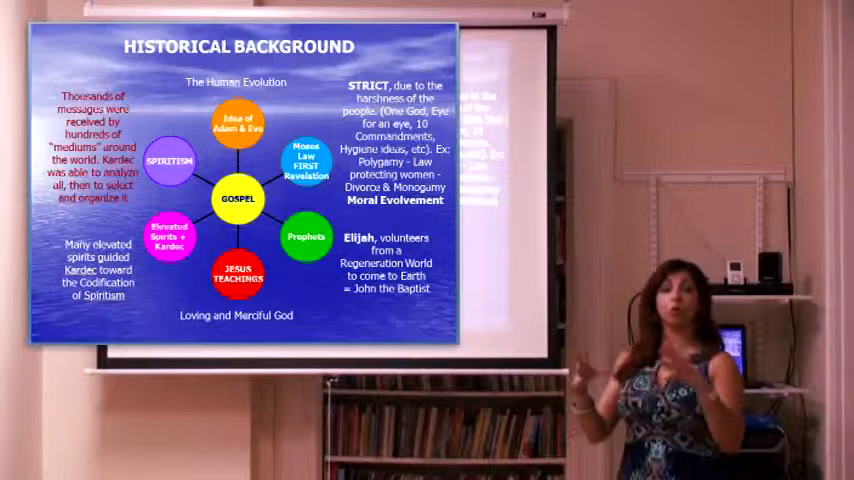 HISTORICAL BACKGROUND
The Human Evolution
Thousands of
messages were
received by
hundreds of
"mediums" around
the world. Kardec
was able to analyze
all, then to select
and organize it
Many elevated
spirits guided
Kardec toward
the Codification
of Spiritism
Idea of
Adam & Eve
SPIRITISM
Moses
Law
FIRST
Revelation
GOSPEL
Elevated
Spirits +
Kardec
Prophets
JESUS
TEACHINGS
Loving and Merciful God
STRICT, due to the
harshness of the
people. (One God, Eye
for an eye, 10
Commandments,
Hygiene ideas, etc). Ex:
Polygamy - Law
protecting women -
Divorce & Monogamy
Moral Evolvement
Elijah, volunteers
from a
Regeneration World
to come to Earth
= John the Baptist